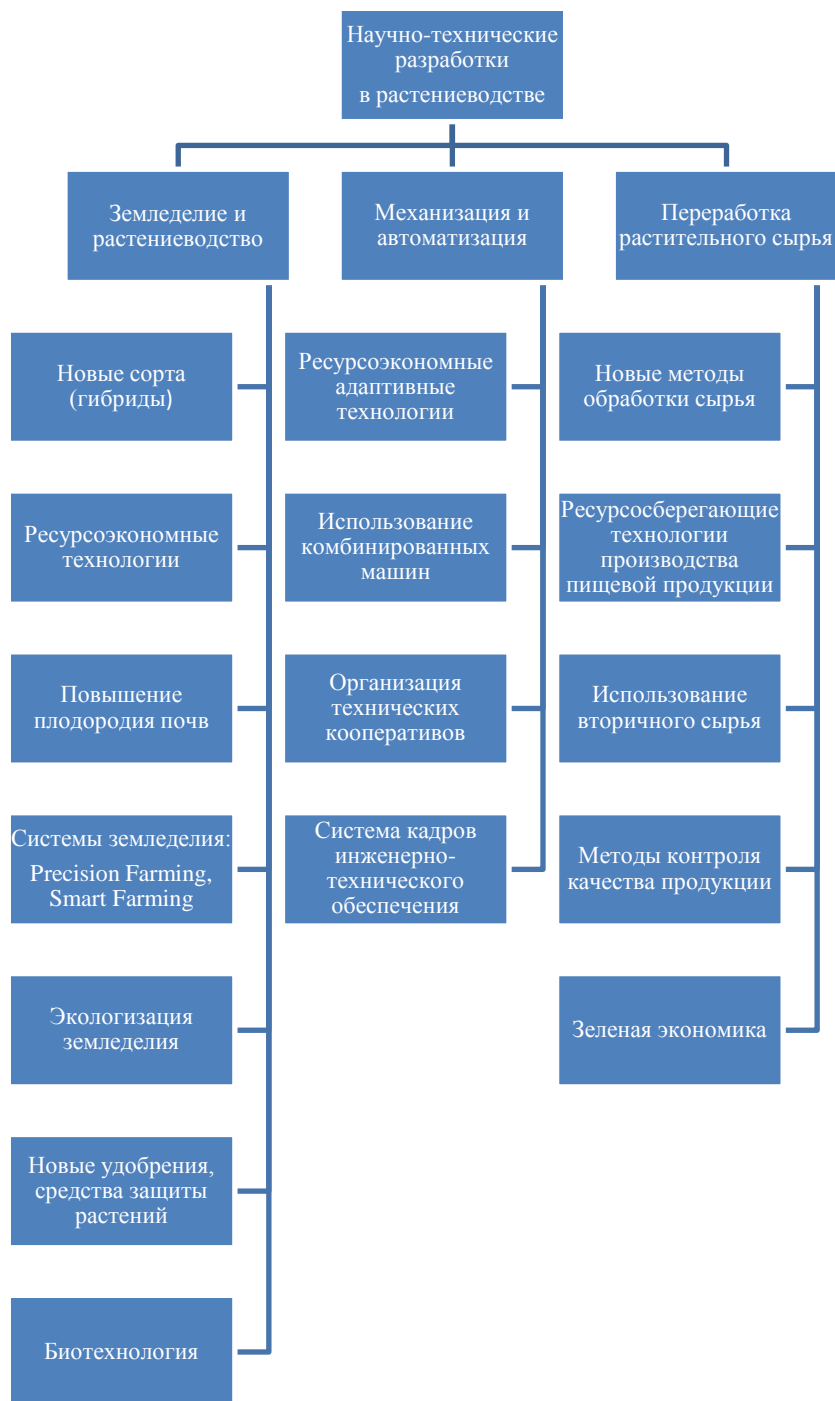 Научно-технические
разработки
в растениеводстве
Земледелие и
растениеводство
Механизация и
автоматизация
Переработка
растительного сырья
Новые сорта
(гибриды)
Ресурсоэкономные
технологии
Повышение
плодородия почв
Системы земледелия:
Precision Farming,
Smart Farming
Экологизация
земледелия
Новые удобрения,
средства защиты
растений
Биотехнология
Ресурсоэкономные
адаптивные
технологии
Использование
комбинированных
машин
Организация
технических
кооперативов
Система кадров
инженерно-
технического
обеспечения
Новые методы
обработки сырья
Ресурсосберегающие
технологии
производства
пищевой продукции
Использование
вторичного сырья
Методы контроля
качества продукции
Зеленая экономика